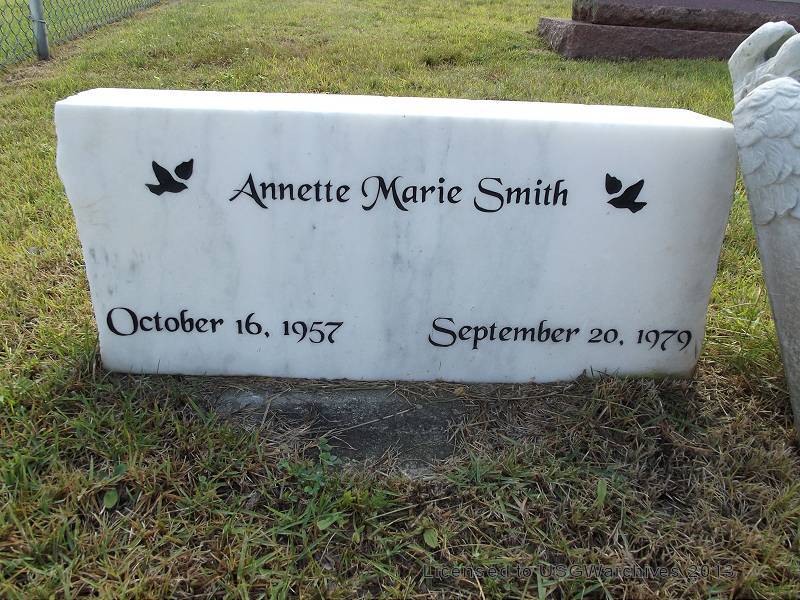 Annette Marie Smith
October 16, 1957 September 20, 1979
Licensed to USGWarchives 2013